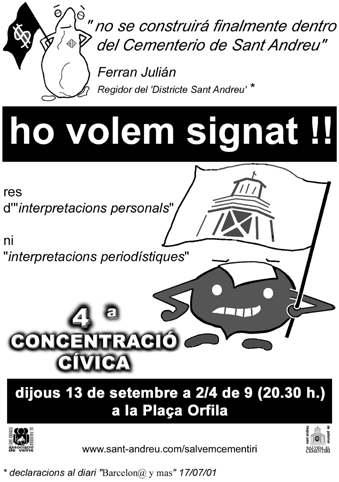 "no se construirá finalmente dentro
del Cementerio de Sant Andreu"
Ferran Julián
Regidor del 'Districte Sant Andreu' *
ho volem signat !!
res
d'"interpretacions personals"
ni
"interpretacions periodístiques"
4ª
CONCENTRACIÓ
CÍVICA
dijous 13 de setembre a 2/4 de 9 (20.30 h.)
a la Plaça Orfila
www.sant-andreu.com/salvemcementiri
* declaracions al diari "Barcelon@ y mas" 17/07/01